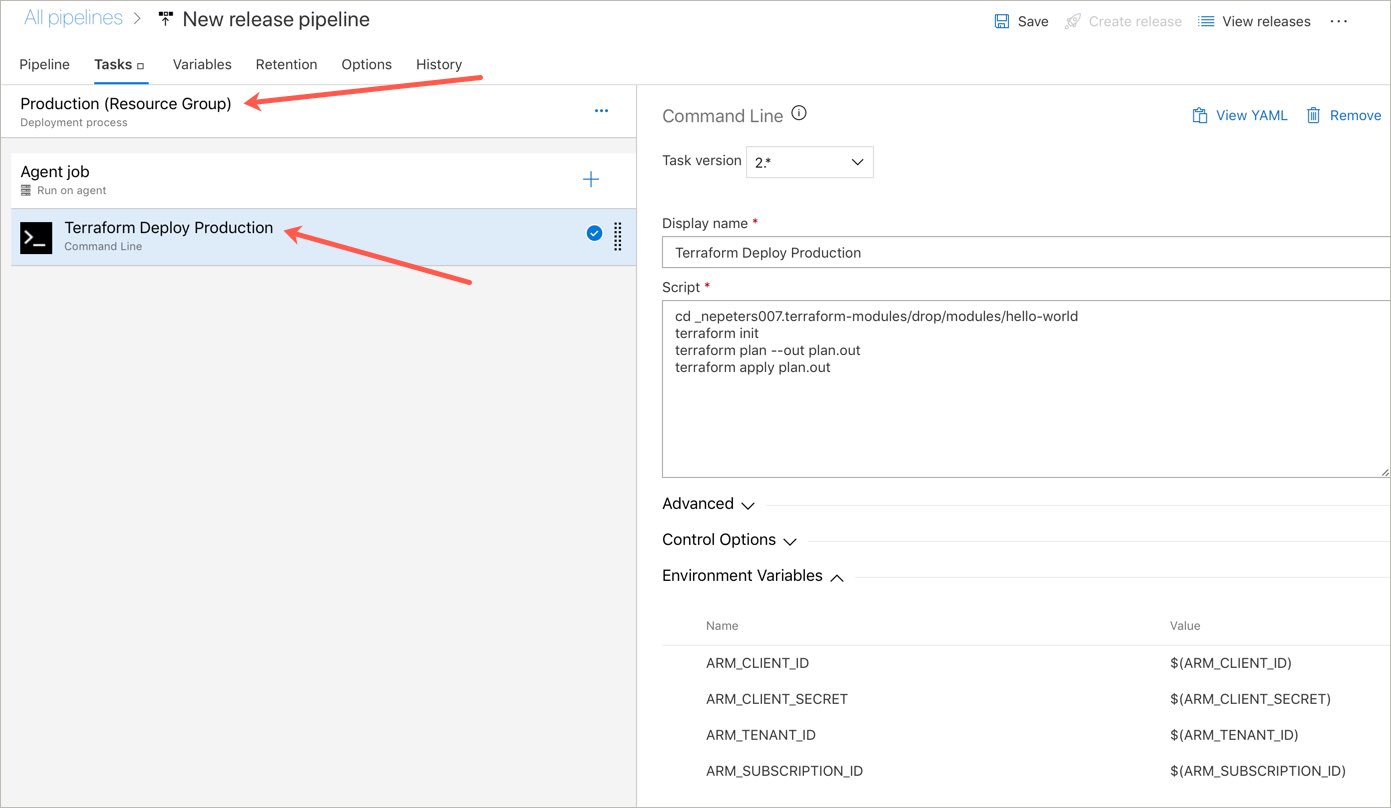 All pipelines > New release pipeline
Save Create release View releases ...
Pipeline Tasks Variables Retention Options History
Production (Resource Group)
Deployment process
Agent job
Run on agent
Terraform Deploy Production
Command Line
Command Line
View YAML Remove
Task version 2.*
Display name *
Terraform Deploy Production
Script *
cd _nepeters007.terraform-modules/drop/modules/hello-world
terraform init
terraform plan --out plan.out
terraform apply plan.out
Advanced
Control Options
Environment Variables
Name Value
ARM_CLIENT_ID $(ARM_CLIENT_ID)
ARM_CLIENT_SECRET $(ARM_CLIENT_SECRET)
ARM_TENANT_ID $(ARM_TENANT_ID)
ARM_SUBSCRIPTION_ID $(ARM_SUBSCRIPTION_ID)